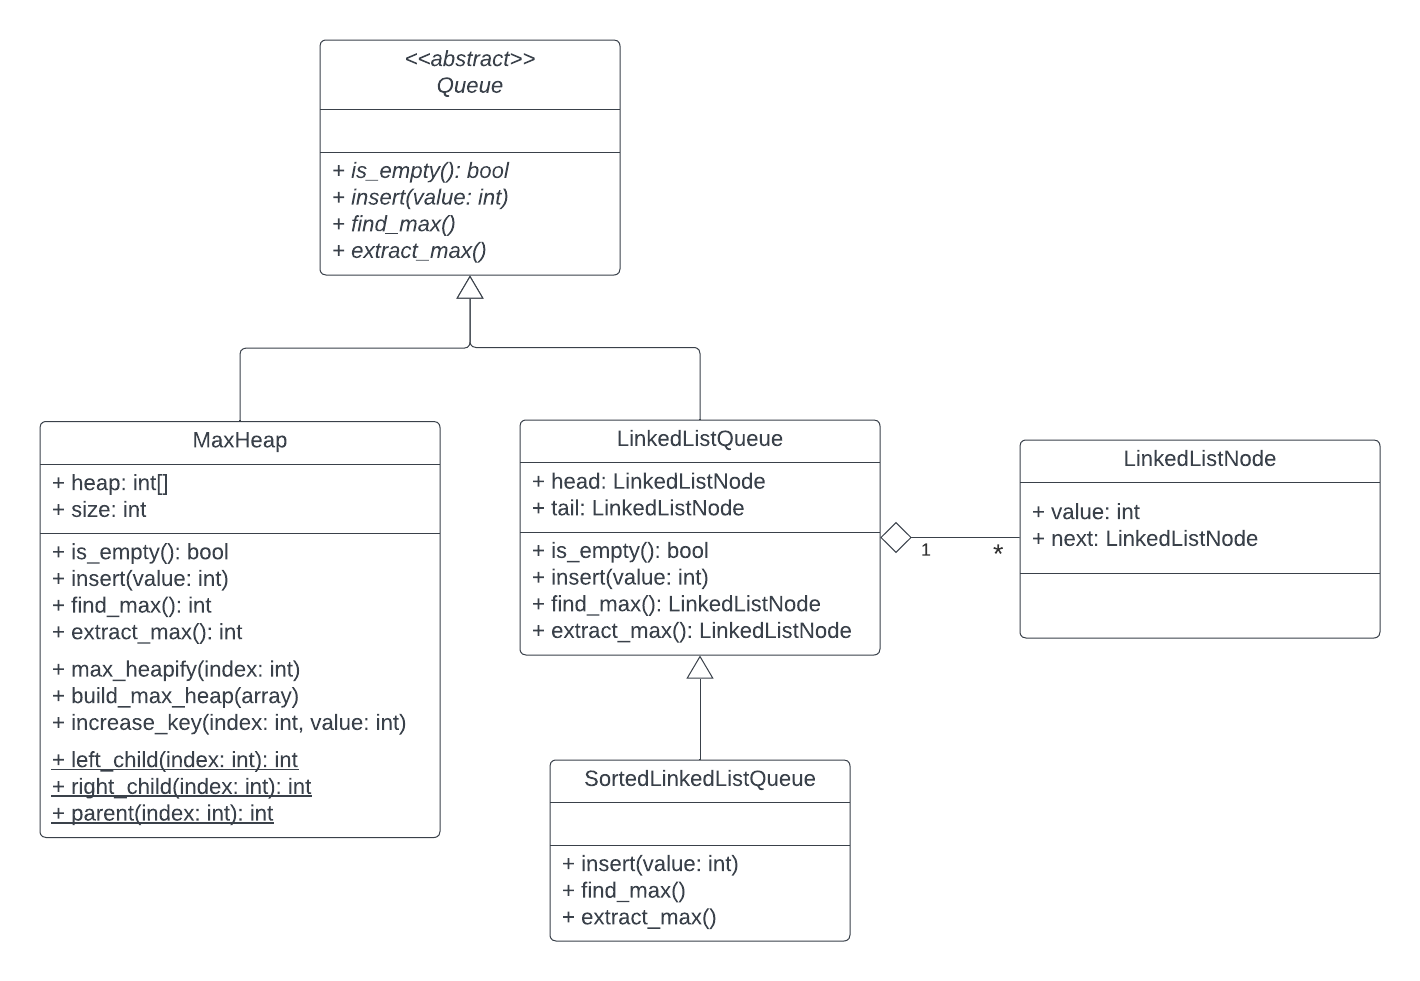 <<abstract>>
Queue
+ is_empty(): bool
+ insert(value: int)
+ find_max()
+ extract_max()
MaxHeap
+ heap: int[]
+ size: int
+ is_empty(): bool
+ insert(value: int)
+ find_max(): int
+ extract_max(): int
+ max_heapify(index: int)
+ build_max_heap(array)
+ increase_key(index: int, value: int)
+ left_child(index: int): int
+ right_child(index: int): int
+ parent(index: int): int
LinkedListQueue
+ head: LinkedListNode
+ tail: LinkedListNode
+ is_empty(): bool
+ insert(value: int)
+ find_max(): LinkedListNode
+ extract_max(): LinkedListNode
1
*
LinkedListNode
+ value: int
+ next: LinkedListNode
SortedLinkedListQueue
+ insert(value: int)
+ find_max()
+ extract_max()